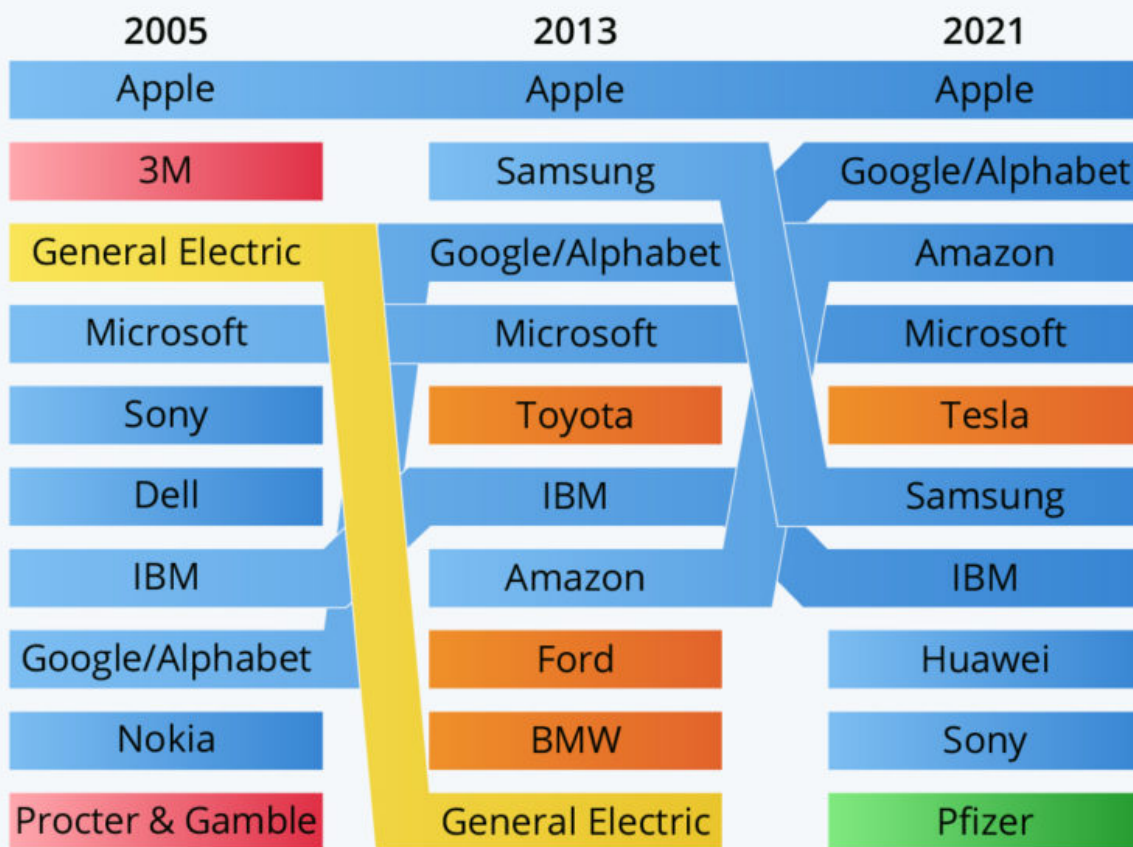 2005 2013 2021
Apple Apple Apple
3M Samsung Google/Alphabet
General Electric Google/Alphabet Amazon
Microsoft Microsoft Microsoft
Sony Toyota Tesla
Dell IBM Samsung
IBM Amazon IBM
Google/Alphabet Ford Huawei
Nokia BMW Sony
Procter & Gamble General Electric Pfizer